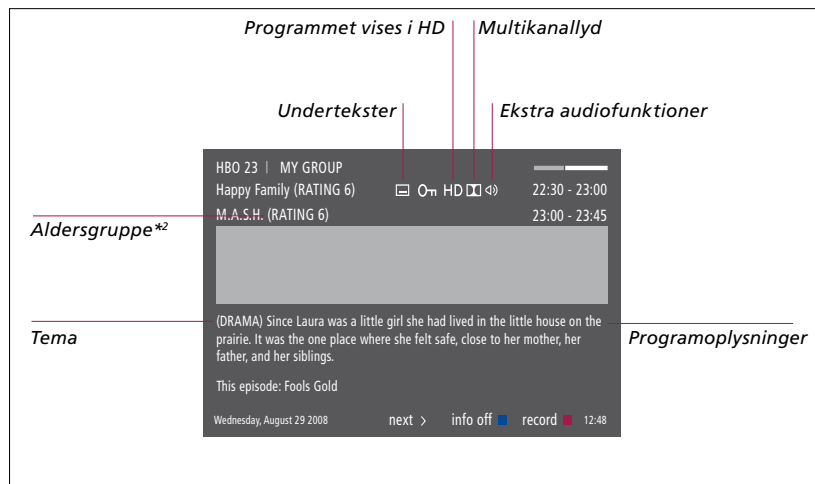 Programmet vises i HD Multikanallyd
Undertekster Ekstra audiofunktioner
HBO 23 | MY GROUP
Happy Family (RATING 6) HD 22:30 - 23:00
M.A.S.H. (RATING 6) 23:00 - 23:45
Aldersgruppe*2
Tema
(DRAMA) Since Laura was a little girl she had lived in the little house on the
prairie. It was the one place where she felt safe, close to her mother, her
father, and her siblings.
Programoplysninger
This episode: Fools Gold
Wednesday, August 29 2008 next > info off record 12:48